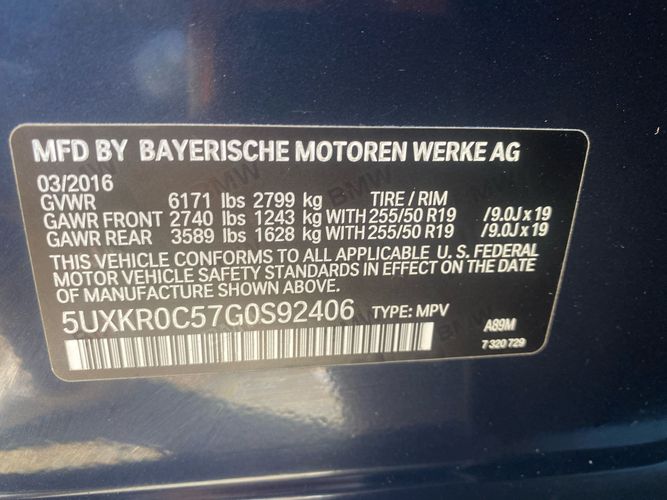 MFD BY BAYERISCHE MOTOREN WERKE AG
03/2016
GVWR 6171 lbs 2799 kg TIRE / RIM
GAWR FRONT 2740 lbs 1243 kg WITH 255/50 R19 /9.0J x 19
GAWR REAR 3589 lbs 1628 kg WITH 255/50 R19 /9.0J x 19
THIS VEHICLE CONFORMS TO ALL APPLICABLE U. S. FEDERAL
MOTOR VEHICLE SAFETY STANDARDS IN EFFECT ON THE DATE
OF MANUFACTURE SHOWN ABOVE.
5UXKR0C57G0S92406 TYPE: MPV
A89M
7 320 729